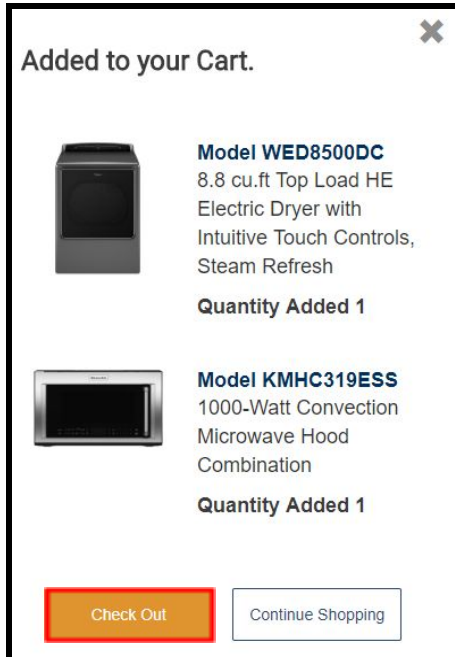 Added to your Cart.
Model WED8500DC
8.8 cu.ft Top Load HE
Electric Dryer with
Intuitive Touch Controls,
Steam Refresh
Quantity Added 1
Model KMHC319ESS
1000-Watt Convection
Microwave Hood
Combination
Quantity Added 1
Check Out
Continue Shopping